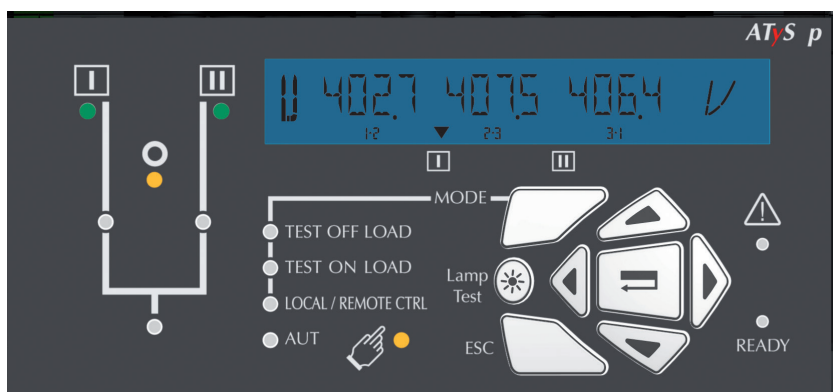 ATyS p
I II
U 402.7 407.5 406.4 V
1-2 2-3 3-1
I II
O
MODE
TEST OFF LOAD
TEST ON LOAD
Lamp
Test
LOCAL / REMOTE CTRL
AUT
ESC
READY